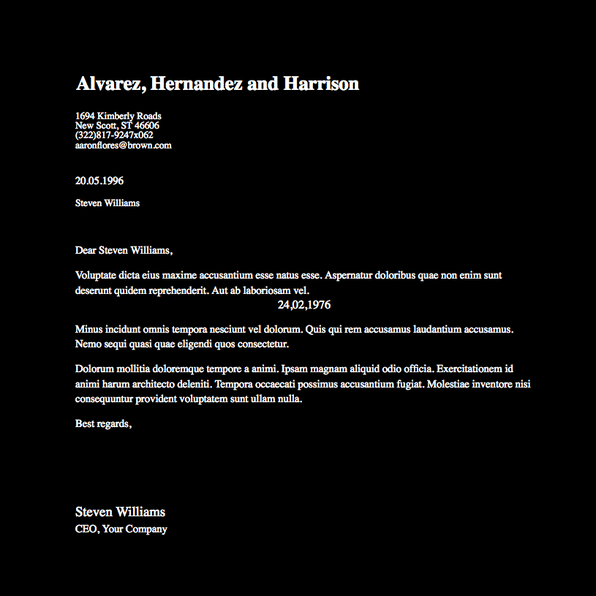 Alvarez, Hernandez and Harrison
1694 Kimberly Roads
New Scott, ST 46606
(322)817-9247x062
aaronflores@brown.com
20.05.1996
Steven Williams
Dear Steven Williams,
Voluptate dicta eius maxime accusantium esse natus esse. Aspernatur doloribus quae non enim sunt
deserunt quidem reprehenderit. Aut ab laboriosam vel.
24,02,1976
Minus incidunt omnis tempora nesciunt vel dolorum. Quis qui rem accusamus laudantium accusamus.
Nemo sequi quasi quae eligendi quos consectetur.
Dolorum mollitia doloremque tempore a animi. Ipsam magnam aliquid odio officia. Exercitationem id
animi harum architecto deleniti. Tempora occaecati possimus accusantium fugiat. Molestiae inventore nisi
consequuntur provident voluptatem sunt ullam nulla.
Best regards,
Steven Williams
CEO, Your Company